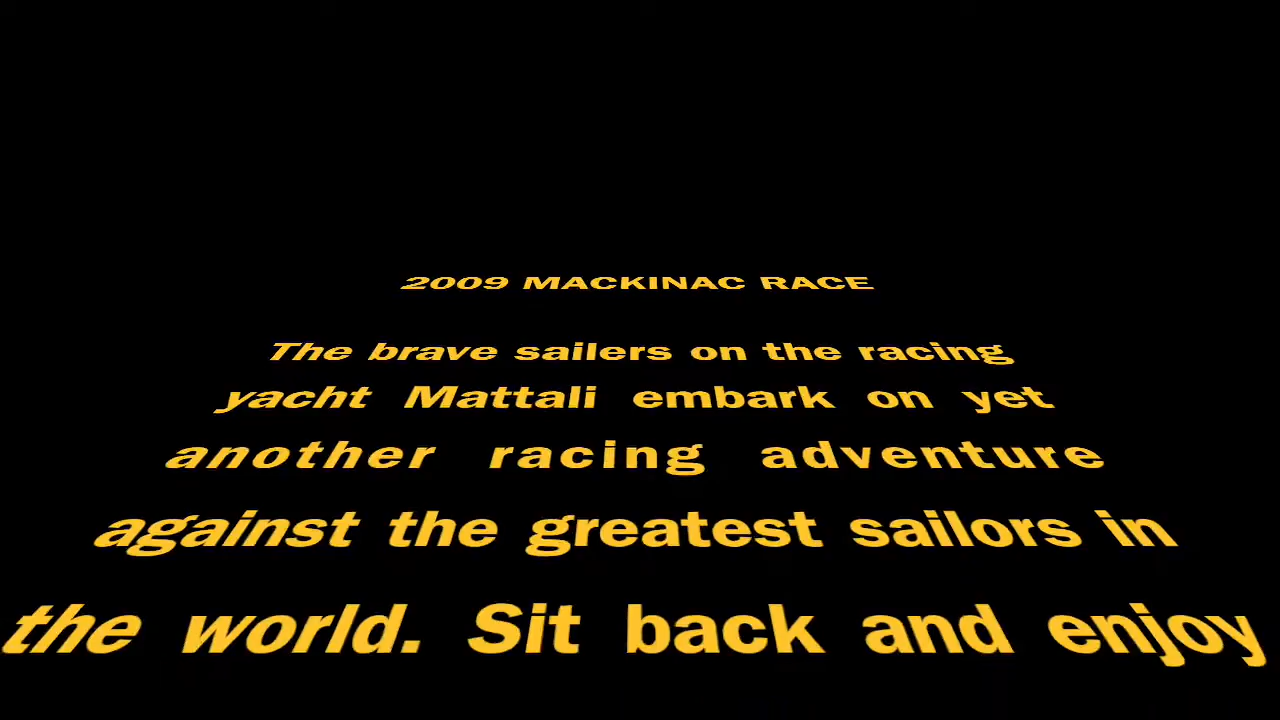 2009 MACKINAC RACE
The brave sailers on the racing
yacht Mattali embark on yet
another racing adventure
against the greatest sailors in
the world. Sit back and enjoy